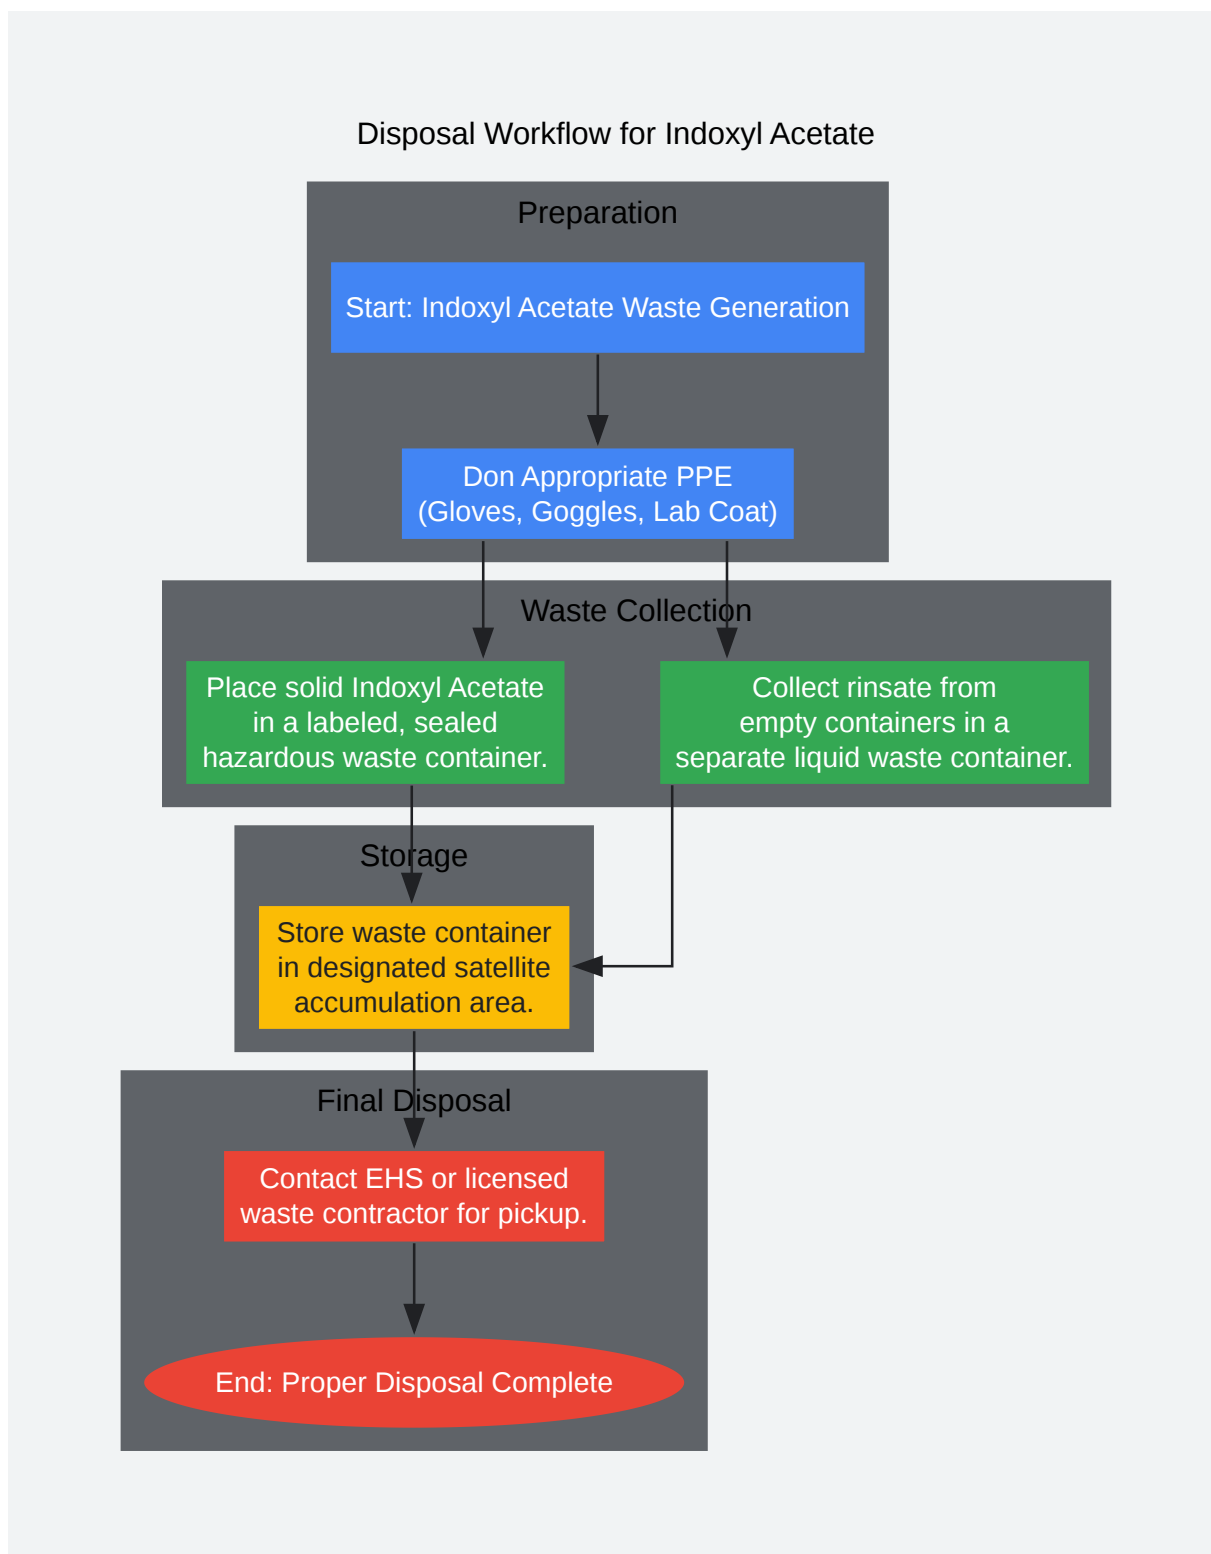 Disposal Workflow for Indoxyl Acetate
Preparation
Start: Indoxyl Acetate Waste Generation
Don Appropriate PPE
(Gloves, Goggles, Lab Coat)
Waste Collection
Place solid Indoxyl Acetate
in a labeled, sealed
hazardous waste container.
Collect rinsate from
empty containers in a
separate liquid waste container.
Storage
Store waste container
in designated satellite
accumulation area.
Final Disposal
Contact EHS or licensed
waste contractor for pickup.
End: Proper Disposal Complete